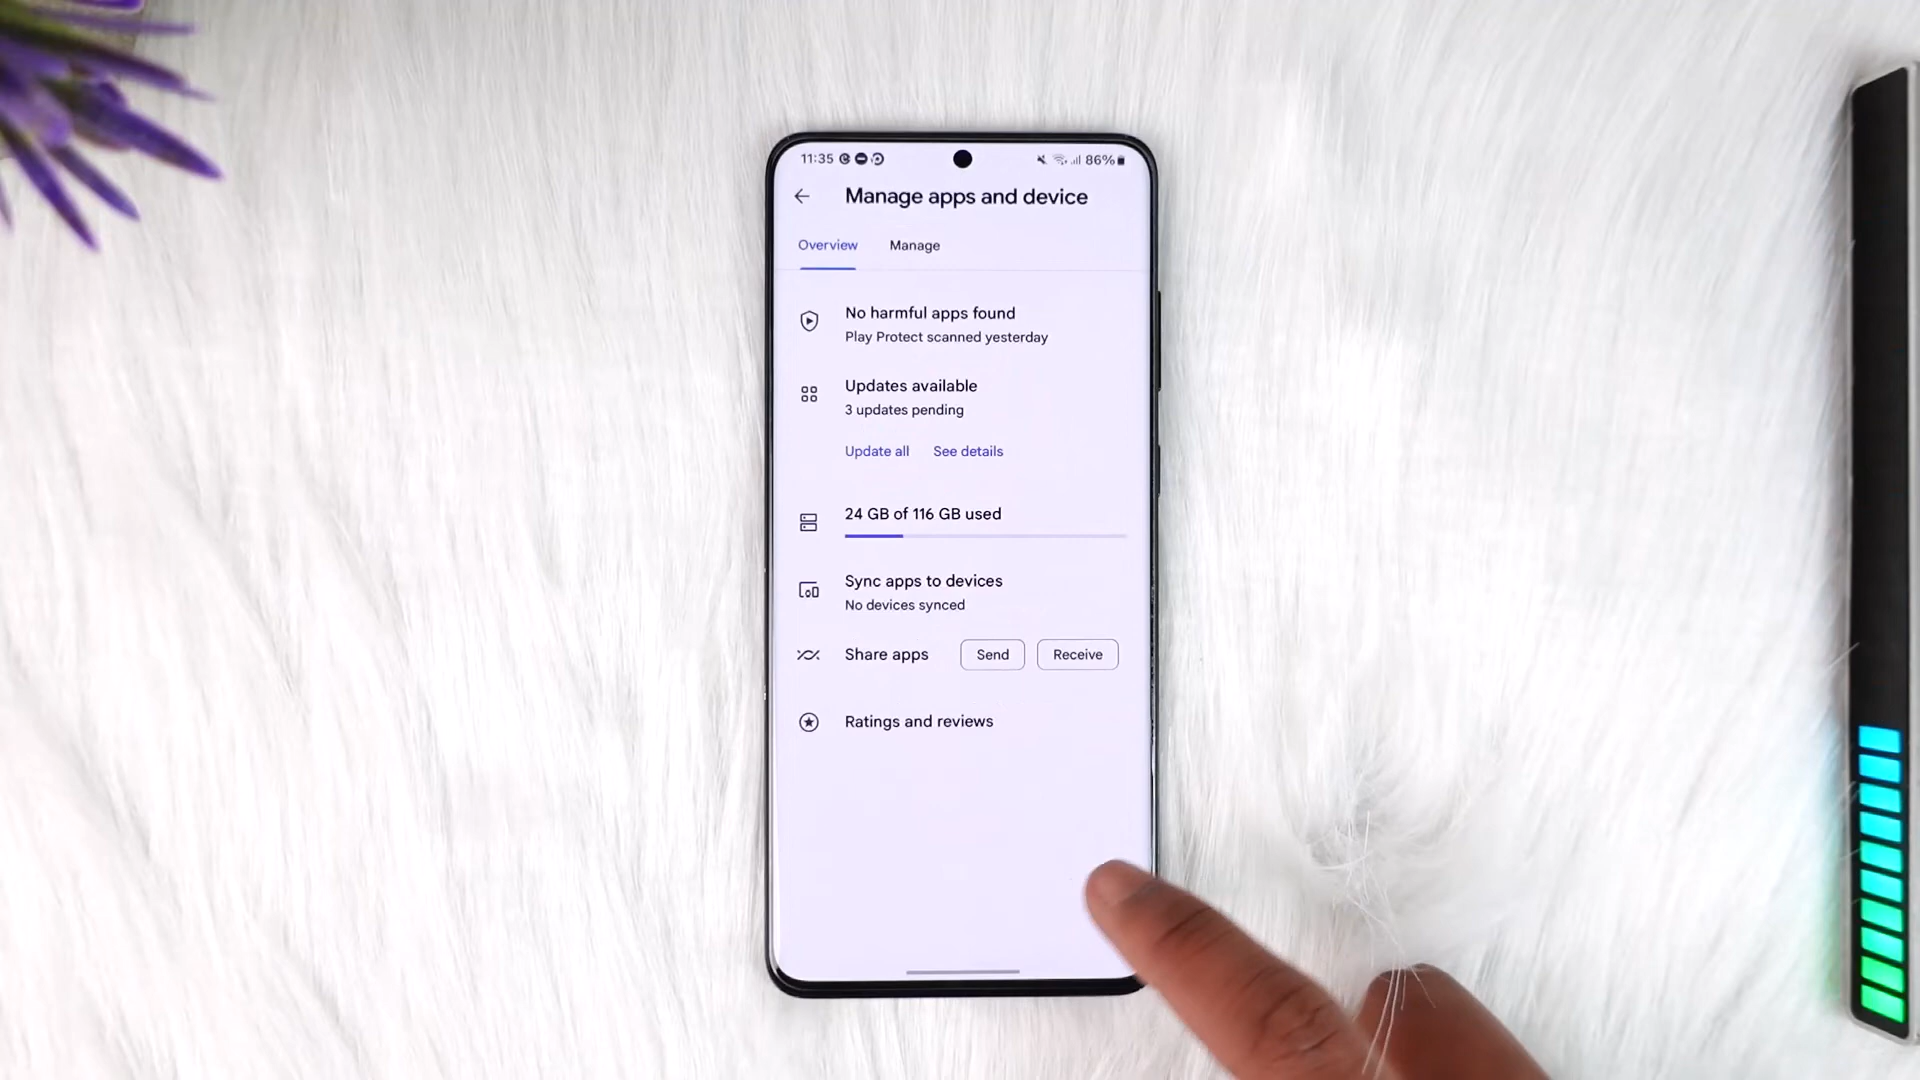 11:35
86%
Manage apps and device
Overview
Manage
No harmful apps found
Play Protect scanned yesterday
Updates available
3 updates pending
Update all
See details
24 GB of 116 GB used
Sync apps to devices
No devices synced
Share apps
Send
Receive
Ratings and reviews